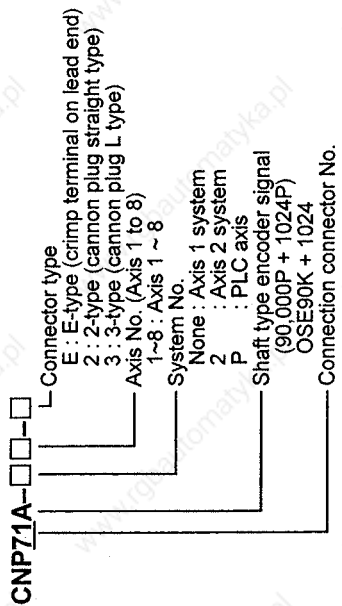 CNP71A-□□-□
Connector type
E : E-type (crimp terminal on lead end)
2 : 2-type (cannon plug straight type)
3 : 3-type (cannon plug L type)
Axis No. (Axis 1 to 8)
1~8 : Axis 1 ~ 8
System No.
None : Axis 1 system
2 : Axis 2 system
P : PLC axis
Shaft type encoder signal
(90,000P + 1024P)
OSE90K + 1024
Connection connector No.
www.rgbautomatyka.pl